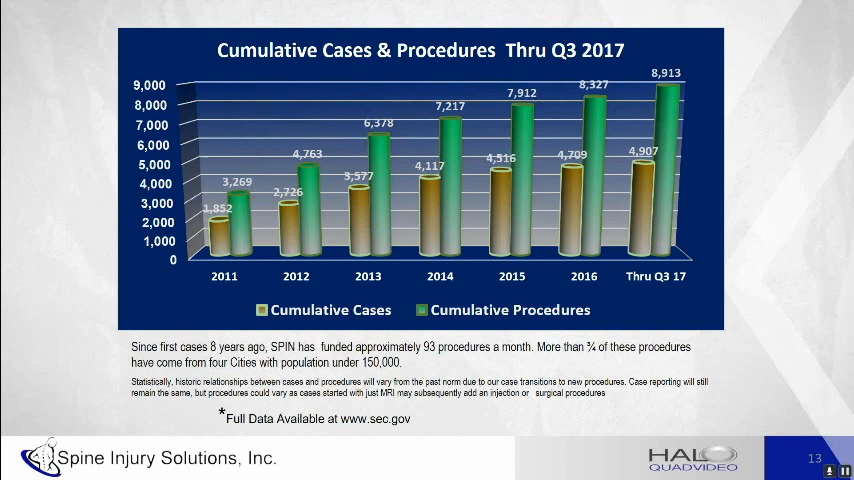 Cumulative Cases & Procedures Thru Q3 2017
9,000
8,000
7,000
6,000
5,000
4,000
3,000
2,000
1,000
0
1,852
3,269
2,726
4,763
3,577
6,378
4,117
7,217
4,516
7,912
4,709
8,327
4,907
8,913
2011 2012 2013 2014 2015 2016 Thru Q3 17
Cumulative Cases Cumulative Procedures
Since first cases 8 years ago, SPIN has funded approximately 93 procedures a month. More than ¾ of these procedures
have come from four Cities with population under 150,000.
Statistically, historic relationships between cases and procedures will vary from the past norm due to our case transitions to new procedures. Case reporting will still
remain the same, but procedures could vary as cases started with just MRI may subsequently add an injection or surgical procedures
*Full Data Available at www.sec.gov
Spine Injury Solutions, Inc.
HALO
QUADVIDEO
13